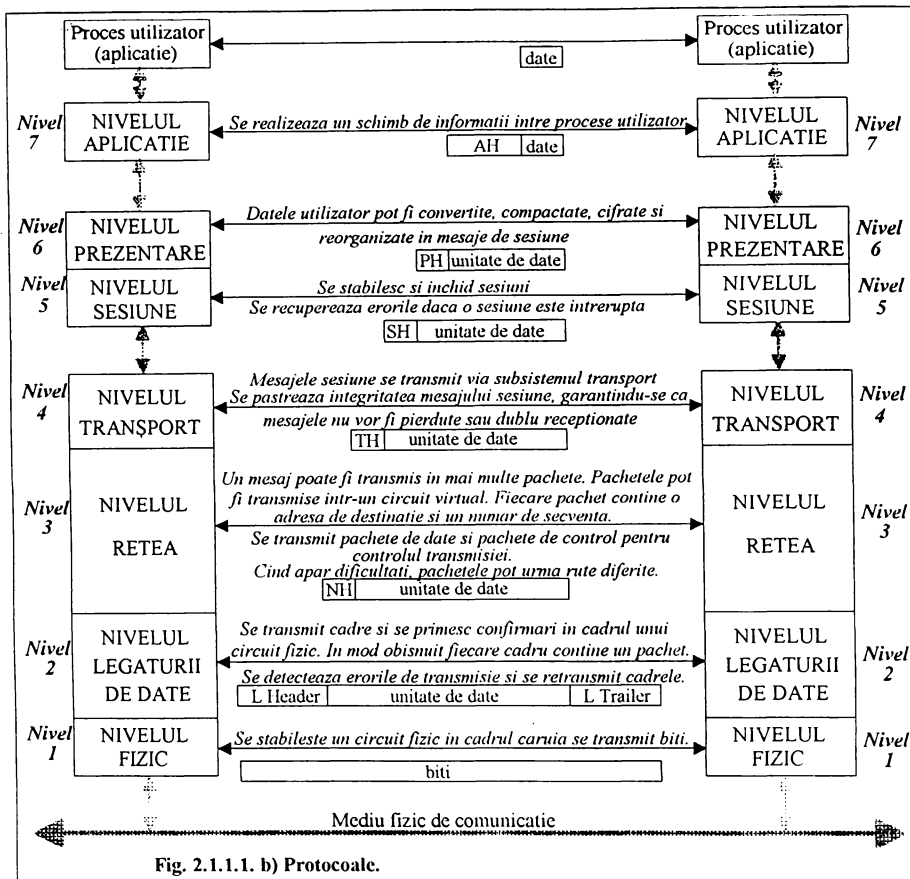 Proces utilizator
(aplicatie)
date
Proces utilizator
(aplicatie)
Nivel
7
NIVELUL
APLICATIE
Se realizeaza un schimb de informatii intre procese utilizator
AH date
NIVELUL
APLICATIE
Nivel
7
Nivel
6
NIVELUL
PREZENTARE
Datele utilizator pot fi convertite, compactate, cifrate si
reorganizate in mesaje de sesiune
PH unitate de date
NIVELUL
PREZENTARE
Nivel
6
Nivel
5
NIVELUL
SESIUNE
Se stabilesc si inchid sesiuni
Se recupereaza erorile daca o sesiune este intrerupta
SH unitate de date
NIVELUL
SESIUNE
Nivel
5
Nivel
4
NIVELUL
TRANSPORT
Mesajele sesiune se transmit via subsistemul transport
Se pastreaza integritatea mesajului sesiune, garantindu-se ca
mesajele nu vor fi pierdute sau dublu receptionate
TH unitate de date
NIVELUL
TRANSPORT
Nivel
4
Nivel
3
NIVELUL
RETEA
Un mesaj poate fi transmis in mai multe pachete. Pachetele pot
fi transmise intr-un circuit virtual. Fiecare pachet contine o
adresa de destinatie si un numar de secventa.
Se transmit pachete de date si pachete de control pentru
controlul transmisiei.
Cind apar dificultati, pachetele pot urma rute diferite.
NH unitate de date
NIVELUL
RETEA
Nivel
3
Nivel
2
NIVELUL
LEGATURII
DE DATE
Se transmit cadre si se primesc confirmari in cadrul unui
circuit fizic. In mod obisnuit fiecare cadru contine un pachet.
Se detecteaza erorile de transmisie si se retransmit cadrele.
L Header unitate de date L Trailer
NIVELUL
LEGATURII
DE DATE
Nivel
2
Nivel
1
NIVELUL
FIZIC
Se stabileste un circuit fizic in cadrul caruia se transmit biti.
biti
NIVELUL
FIZIC
Nivel
1
Mediu fizic de comunicatie
Fig. 2.1.1.1. b) Protocoale.